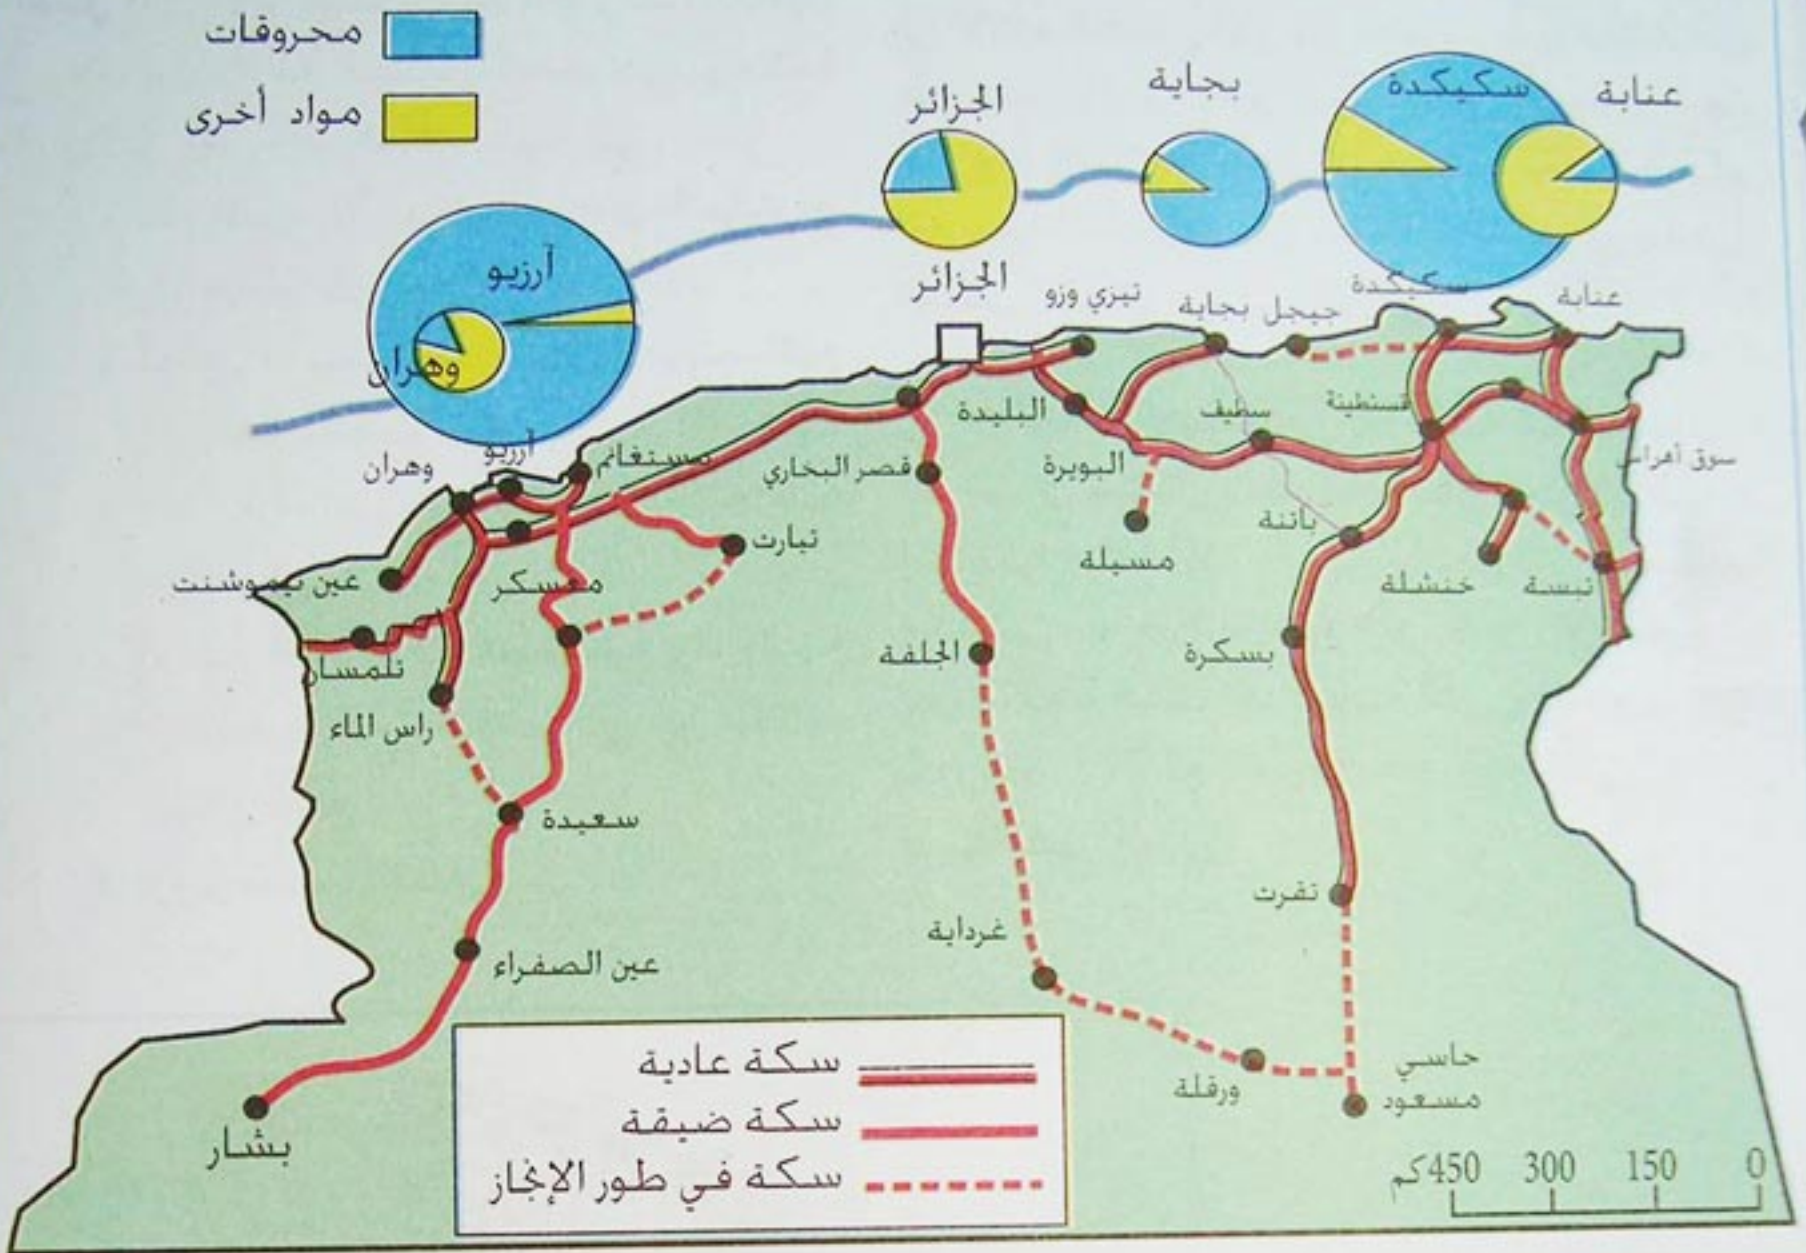 محروقات
مواد أخرى
عنابة
سكيكدة
بجاية
الجزائر
آرزيو
وهران
عنابة
سكيكدة
جيجل
بجاية
تيزي وزو
الجزائر
سوق أهراس
قسنطينة
سطيف
البليدة
البويرة
قصر البخاري
مستغانم
آرزيو
وهران
تبسة
خنشلة
باتنة
مسيلة
تيارت
معسكر
عين تيموشنت
بسكرة
الجلفة
تلمسان
راس الماء
سعيدة
تقرت
غرداية
عين الصفراء
حاسي
مسعود
ورقلة
بشار
سكة عادية
سكة ضيقة
سكة في طور الإنجاز
0 150 300 450كم